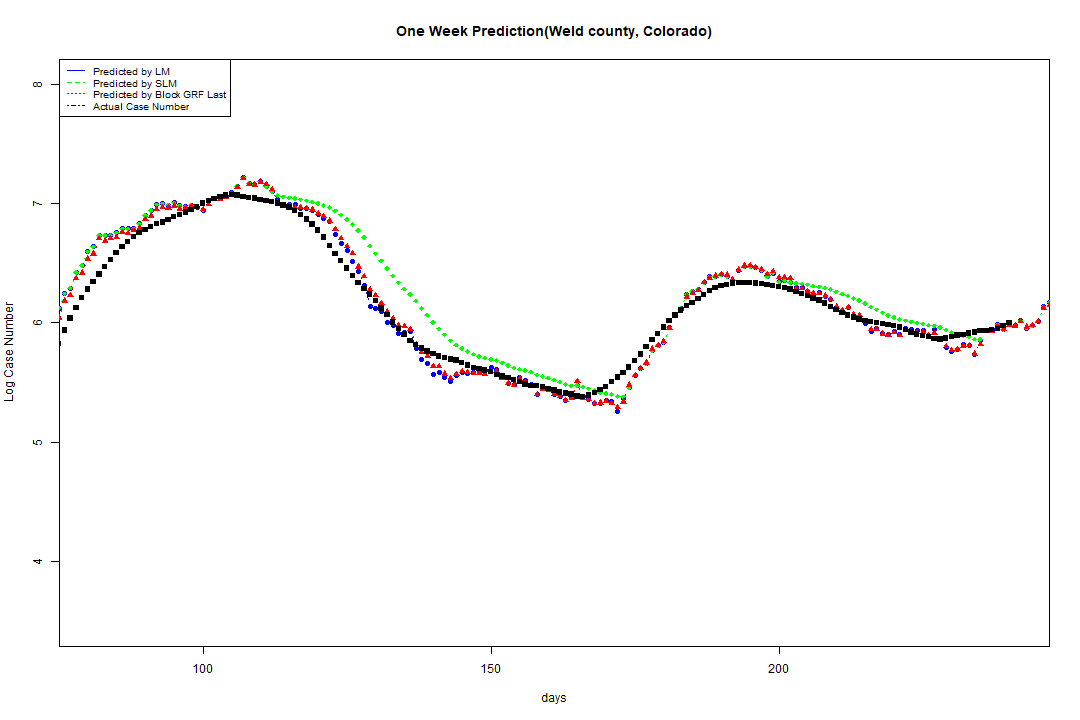 One Week Prediction(Weld county, Colorado)
Predicted by LM
Predicted by SLM
Predicted by Block GRF Last
Actual Case Number
8
7
6
5
4
Log Case Number
100
150
200
days